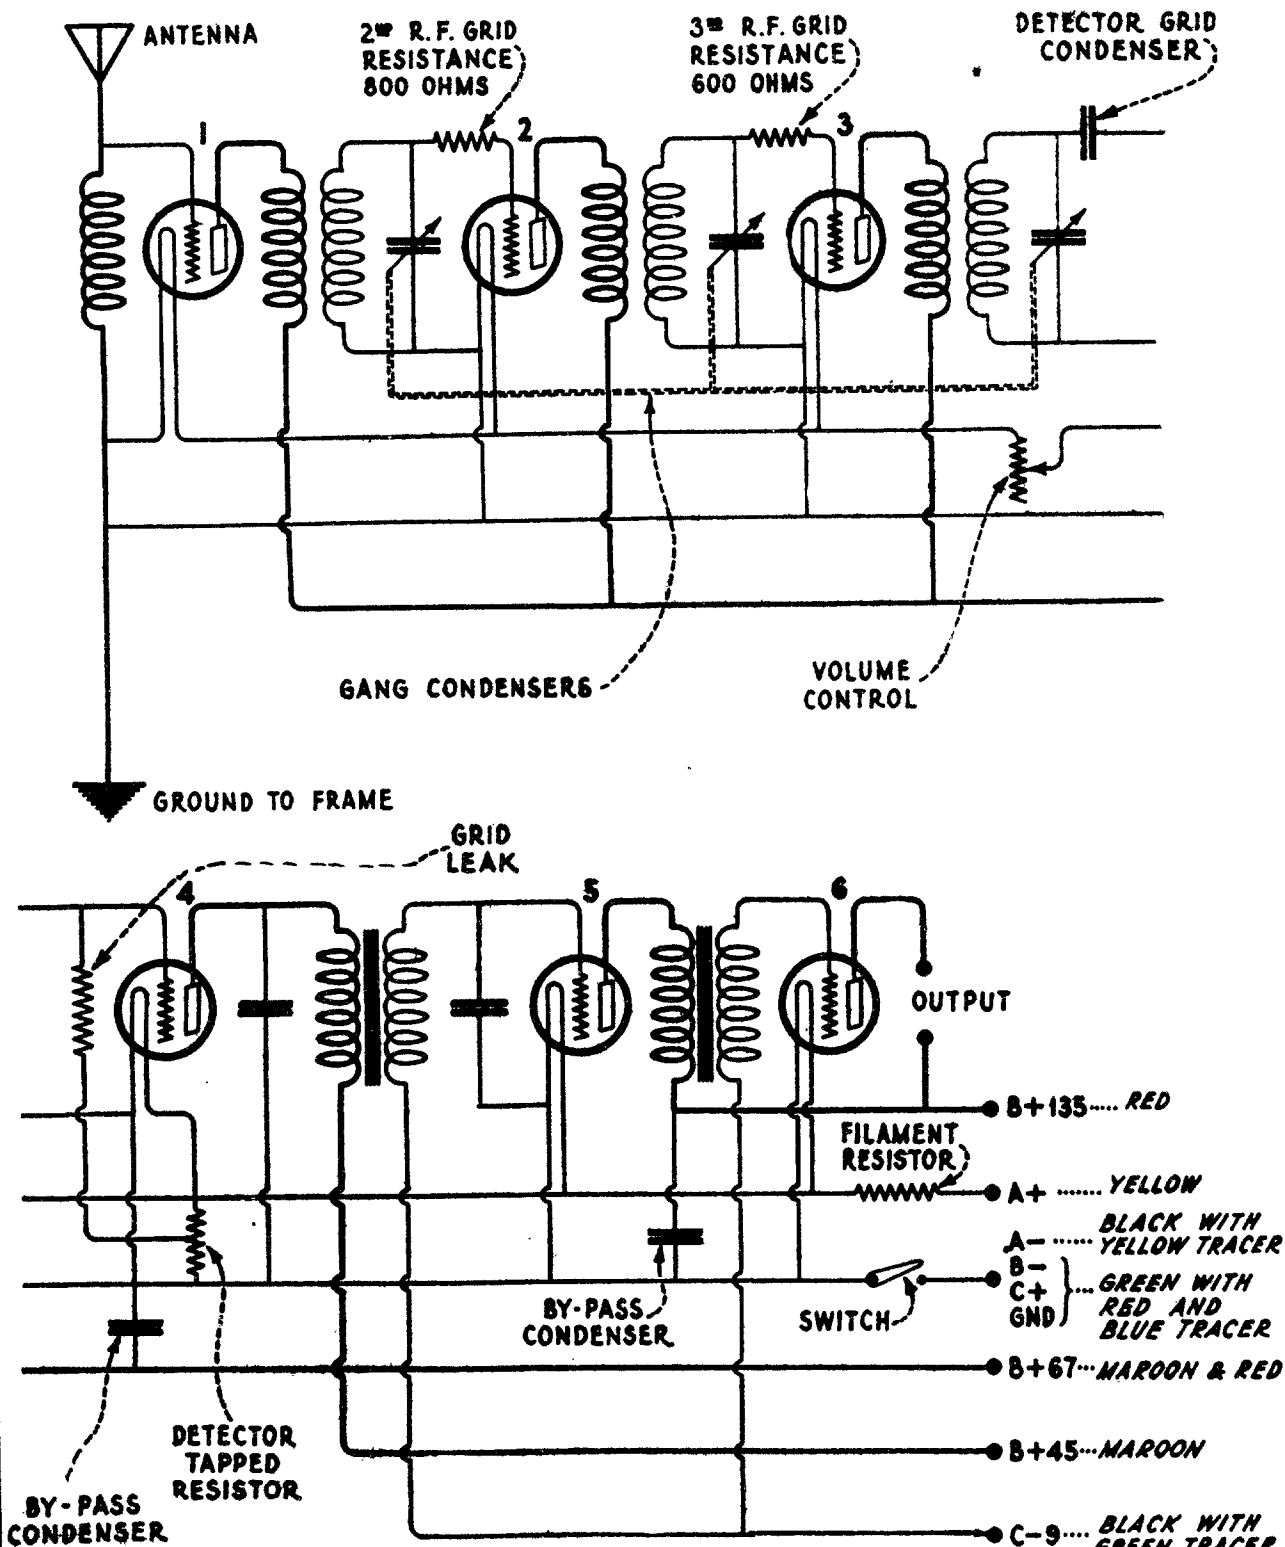 ANTENNA
2ND R.F. GRID
RESISTANCE
800 OHMS
3RD R.F. GRID
RESISTANCE
600 OHMS
DETECTOR GRID
CONDENSER
1
2
3
GANG CONDENSERS
VOLUME
CONTROL
GROUND TO FRAME
GRID
LEAK
4
5
6
OUTPUT
B+135..... RED
FILAMENT
RESISTOR
A+ ....... YELLOW
A- ...... BLACK WITH
YELLOW TRACER
B-
C+
GND
... GREEN WITH
RED AND
BLUE TRACER
SWITCH
BY-PASS
CONDENSER
B+67... MAROON & RED
DETECTOR
TAPPED
RESISTOR
B+45... MAROON
BY-PASS
CONDENSER
C-9.... BLACK WITH
GREEN TRACER